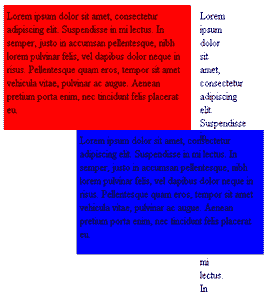 Lorem ipsum dolor sit amet, consectetur
adipiscing elit. Suspendisse in mi lectus. In
semper, justo in accumsan pellentesque, nibh
lorem pulvinar felis, vel dapibus dolor neque in
risus. Pellentesque quam eros, tempor sit amet
vehicula vitae, pulvinar ac augue. Aenean
pretium porta enim, nec tincidunt felis placerat
eu.
Lorem
ipsum
dolor
sit
amet,
consectetur
adipiscing
elit.
Suspendisse
Lorem ipsum dolor sit amet, consectetur
adipiscing elit. Suspendisse in mi lectus. In
semper, justo in accumsan pellentesque, nibh
lorem pulvinar felis, vel dapibus dolor neque in
risus. Pellentesque quam eros, tempor sit amet
vehicula vitae, pulvinar ac augue. Aenean
pretium porta enim, nec tincidunt felis placerat
eu.
mi
lectus.
In